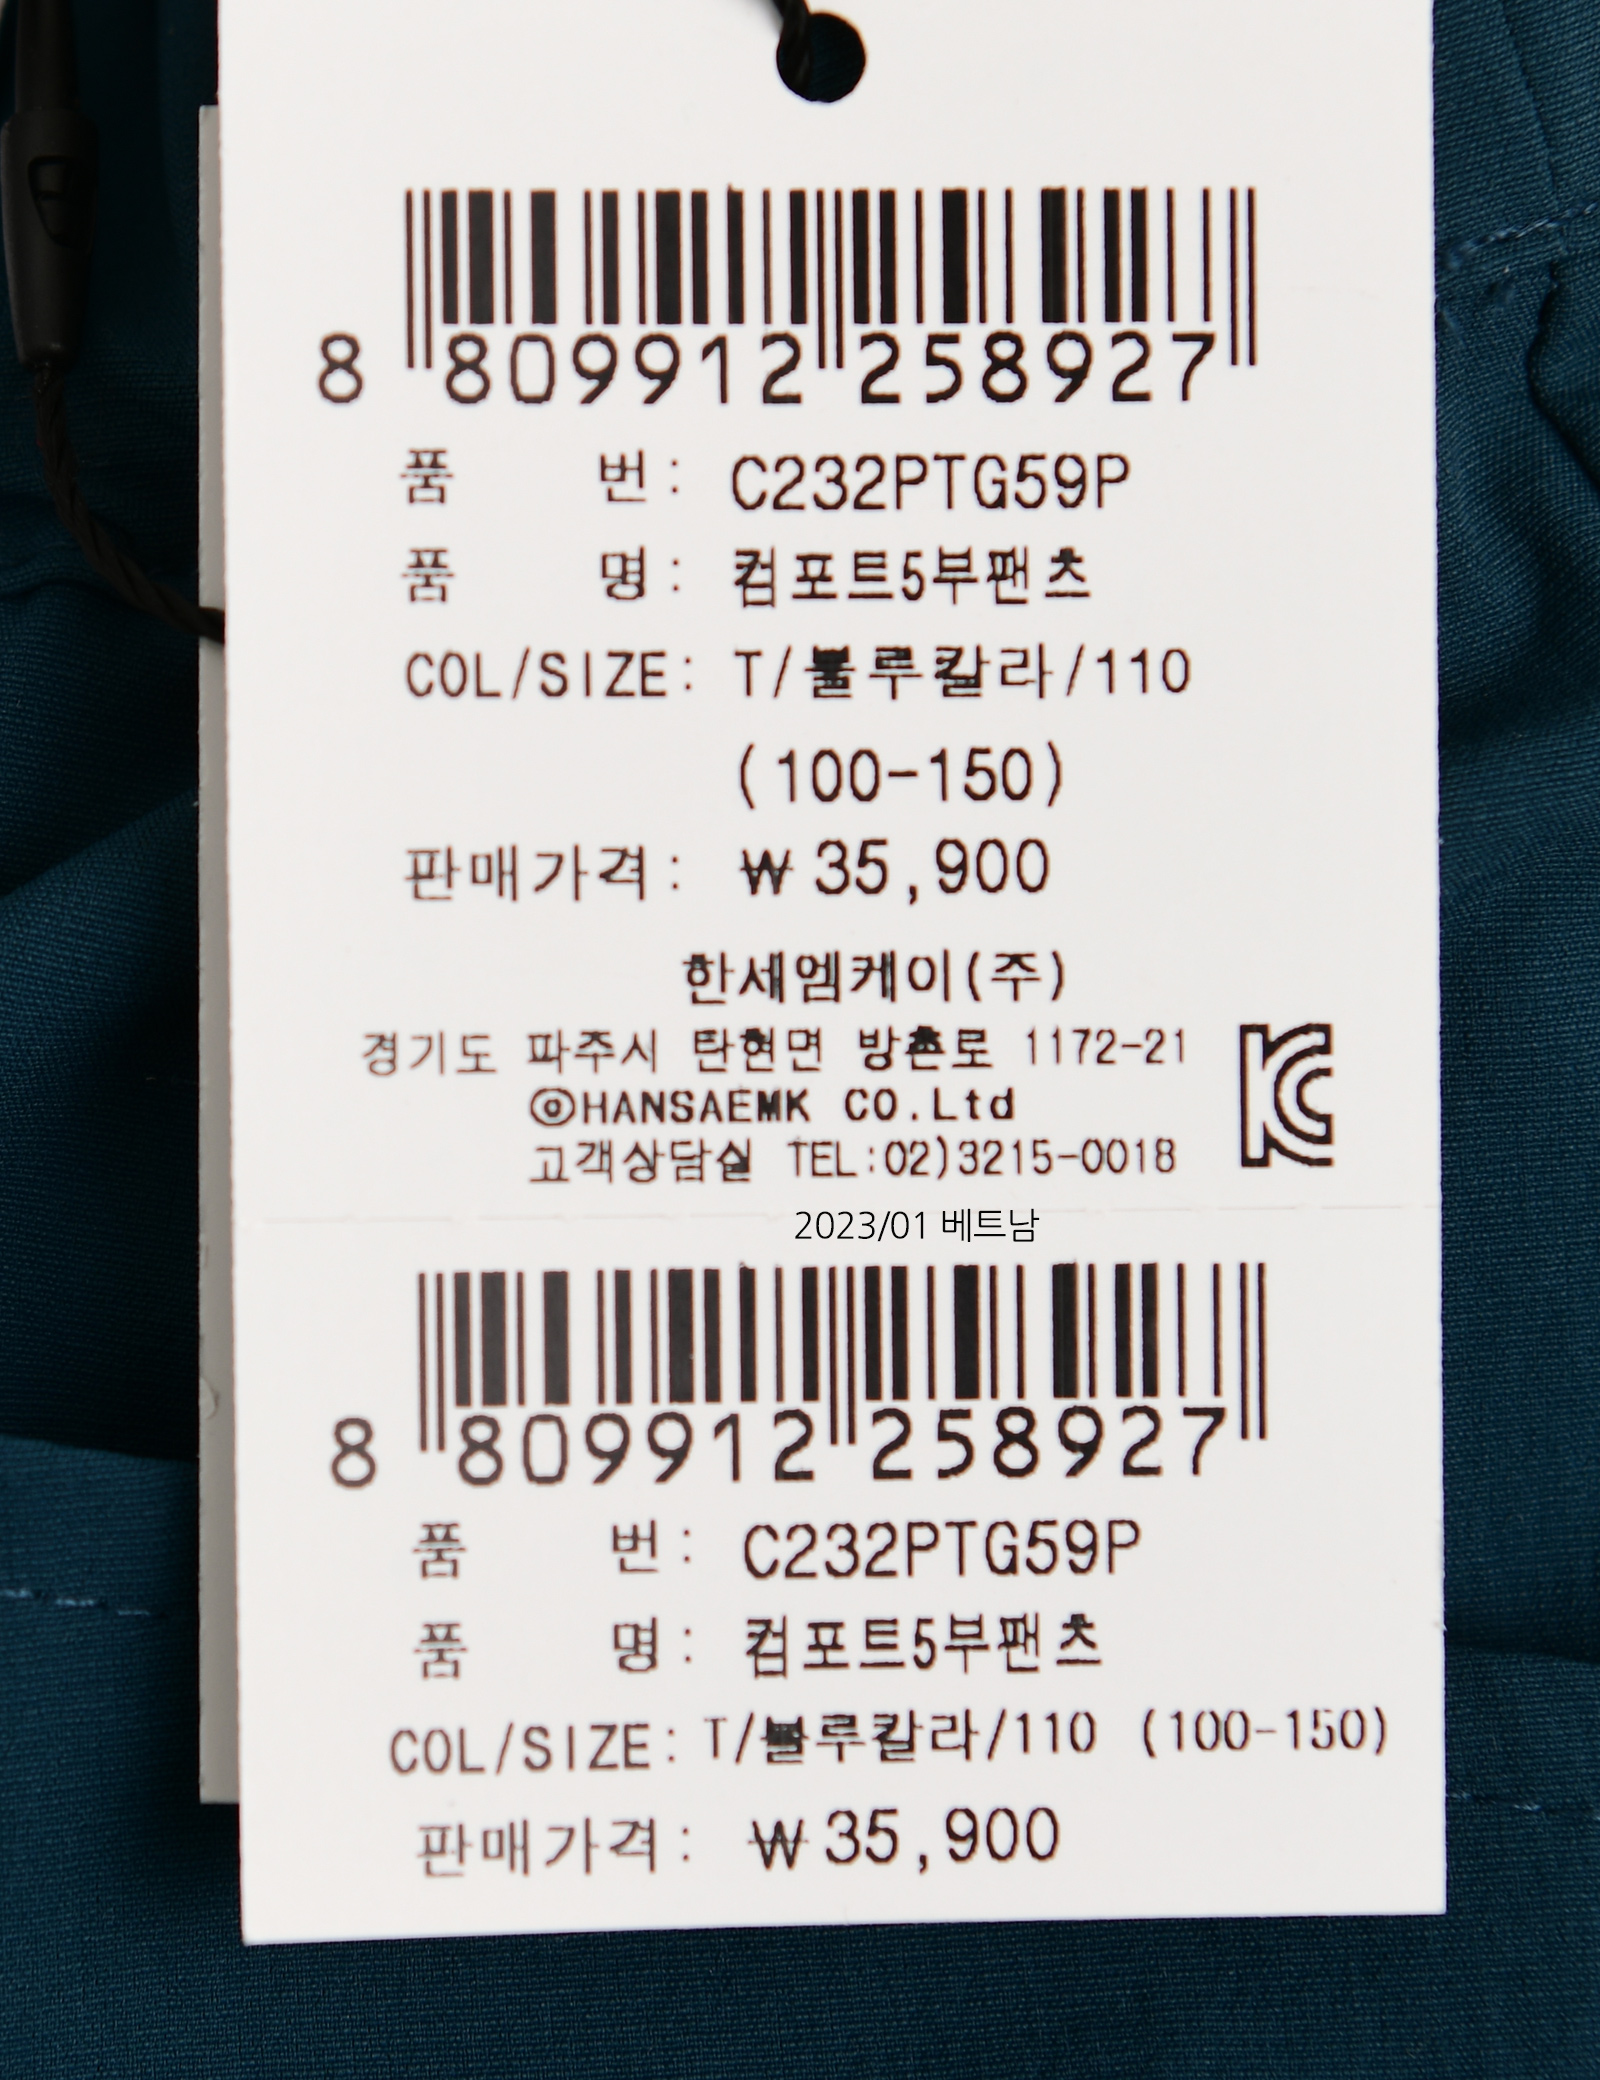 8 809912 258927
품 번: C232PTG59P
품 명: 컴포트5부팬츠
COL/SIZE: T/불루칼라/110
(100-150)
판매가격: ₩35,900
한세엠케이(주)
경기도 파주시 탄현면 방촌로 1172-21
ⓒHANSAEMK CO.Ltd
고객상담실 TEL:02)3215-0018
2023/01 베트남
8 809912 258927
품 번: C232PTG59P
품 명: 컴포트5부팬츠
COL/SIZE: T/불루칼라/110 (100-150)
판매가격: ₩35,900